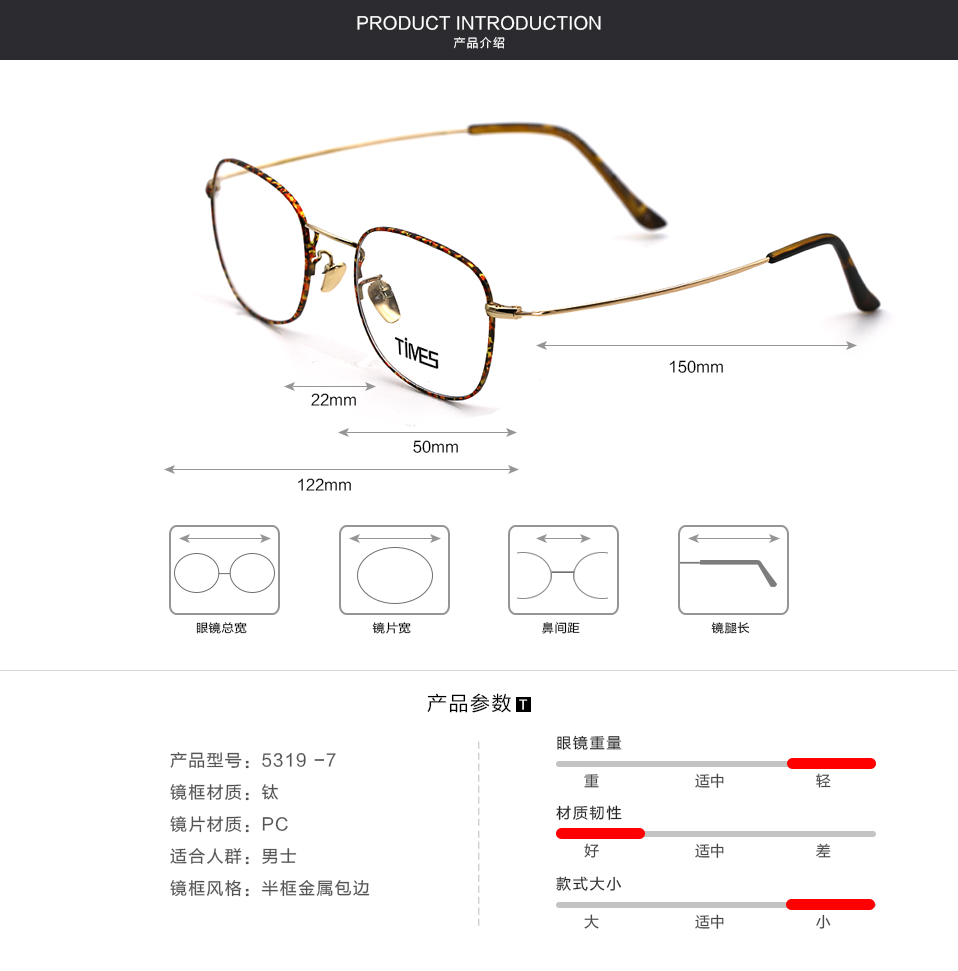 PRODUCT INTRODUCTION
产品介绍
TiMES
150mm
22mm
50mm
122mm
眼镜总宽
镜片宽
鼻间距
镜腿长
产品参数 T
产品型号：5319 -7
镜框材质：钛
镜片材质：PC
适合人群：男士
镜框风格：半框金属包边
眼镜重量
重 适中 轻
材质韧性
好 适中 差
款式大小
大 适中 小